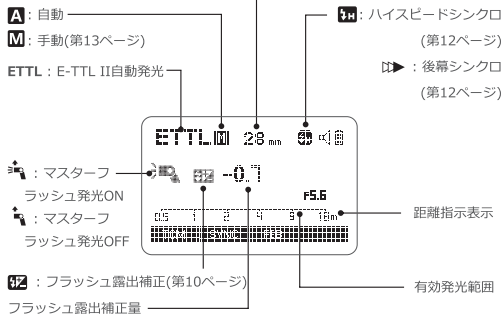 A : 自動
M : 手動(第13ページ)
ETTL : E-TTL II自動発光
H : ハイスピードシンクロ
(第12ページ)
: 後幕シンクロ
(第12ページ)
ETTL M 28 mm
-0.7
F5.6
0.5 1 2 4 9 18m
SYNC
: マスターフ
ラッシュ発光ON
: マスターフ
ラッシュ発光OFF
距離指示表示
: フラッシュ露出補正(第10ページ)
有効発光範囲
フラッシュ露出補正量